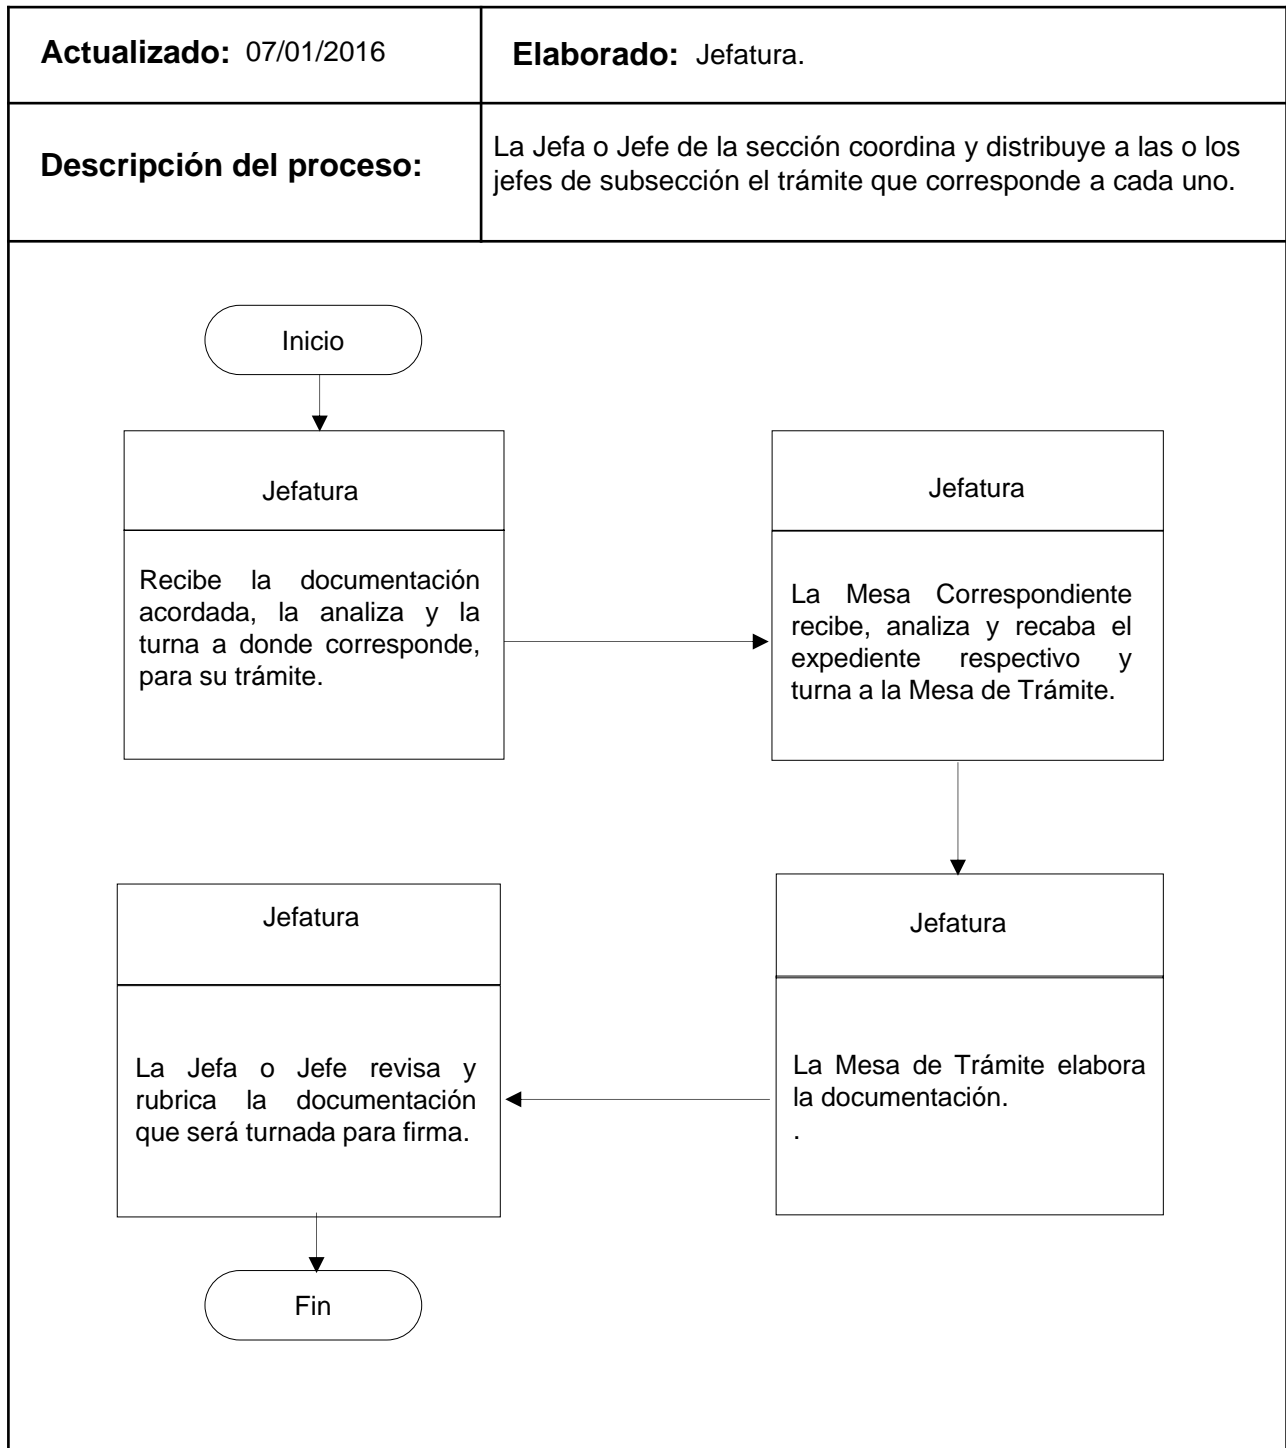 Actualizado: 07/01/2016
Elaborado: Jefatura.
Descripción del proceso:
La Jefa o Jefe de la sección coordina y distribuye a las o los
jefes de subsección el trámite que corresponde a cada uno.
Inicio
Jefatura
Recibe la documentación
acordada, la analiza y la
turna a donde corresponde,
para su trámite.
Jefatura
La Mesa Correspondiente
recibe, analiza y recaba el
expediente respectivo y
turna a la Mesa de Trámite.
Jefatura
La Mesa de Trámite elabora
la documentación.
.
Jefatura
La Jefa o Jefe revisa y
rubrica la documentación
que será turnada para firma.
Fin